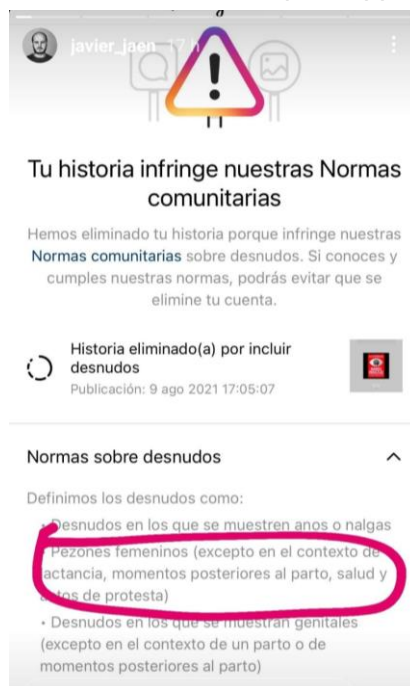 javier_jaen 17 h
Tu historia infringe nuestras Normas
comunitarias
Hemos eliminado tu historia porque infringe nuestras
Normas comunitarias sobre desnudos. Si conoces y
cumples nuestras normas, podrás evitar que se
elimine tu cuenta.
Historia eliminado(a) por incluir
desnudos
Publicación: 9 ago 2021 17:05:07
Normas sobre desnudos
Definimos los desnudos como:
• Desnudos en los que se muestren anos o nalgas
• Pezones femeninos (excepto en el contexto de
lactancia, momentos posteriores al parto, salud y
actos de protesta)
• Desnudos en los que se muestran genitales
(excepto en el contexto de un parto o de
momentos posteriores al parto)